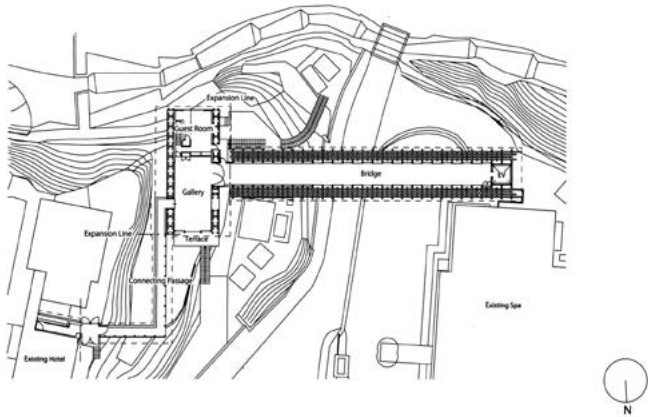 Expansion Line
Guest Room
Bridge
EV
Gallery
Expansion Line
Terrace
Connecting Passage
Existing Spa
Existing Hotel
N